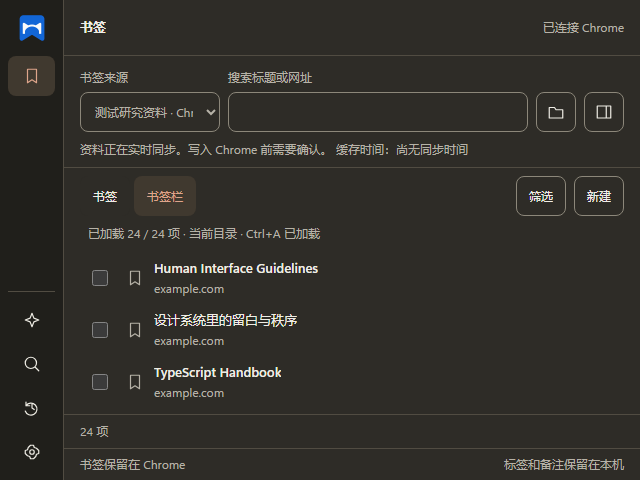 书签
已连接 Chrome
书签来源
搜索标题或网址
测试研究资料 · Chr
资料正在实时同步。写入 Chrome 前需要确认。 缓存时间：尚无同步时间
书签
书签栏
筛选
新建
已加载 24 / 24 项 · 当前目录 · Ctrl+A 已加载
Human Interface Guidelines
example.com
设计系统里的留白与秩序
example.com
TypeScript Handbook
example.com
24 项
书签保留在 Chrome
标签和备注保留在本机